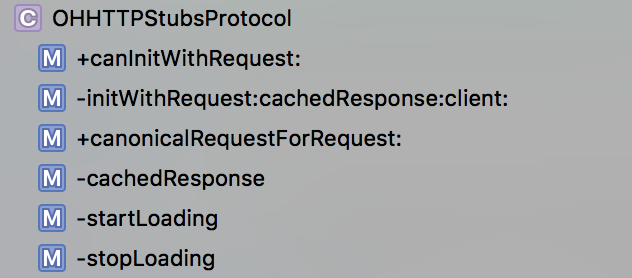 C OHHTTPStubsProtocol
M +canInitWithRequest:
M -initWithRequest:cachedResponse:client:
M +canonicalRequestForRequest:
M -cachedResponse
M -startLoading
M -stopLoading